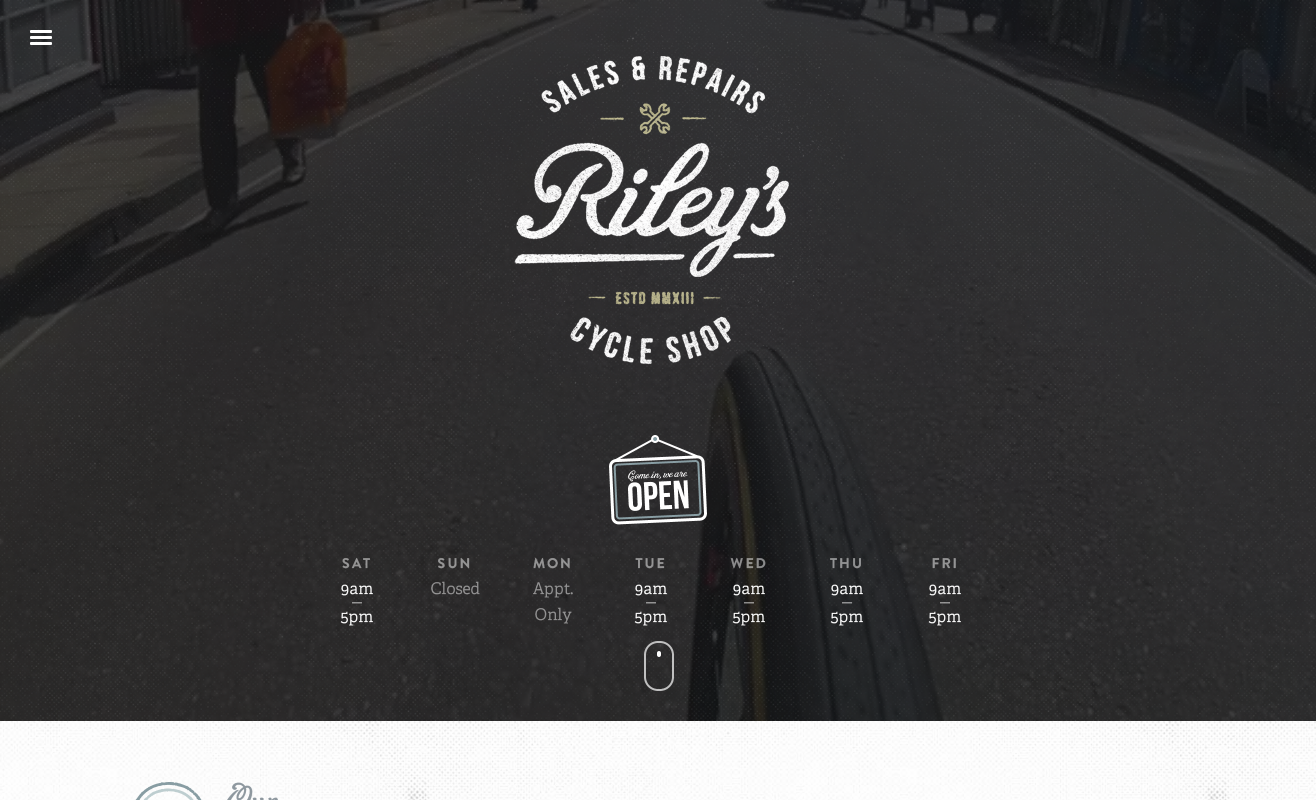 SALES & REPAIRS
Riley's
ESTD MMXIII
CYCLE SHOP
Come in, we are
OPEN
SAT SUN MON TUE WED THU FRI
9am Closed Appt. 9am 9am 9am 9am
— — — — —
5pm Only 5pm 5pm 5pm 5pm
Our